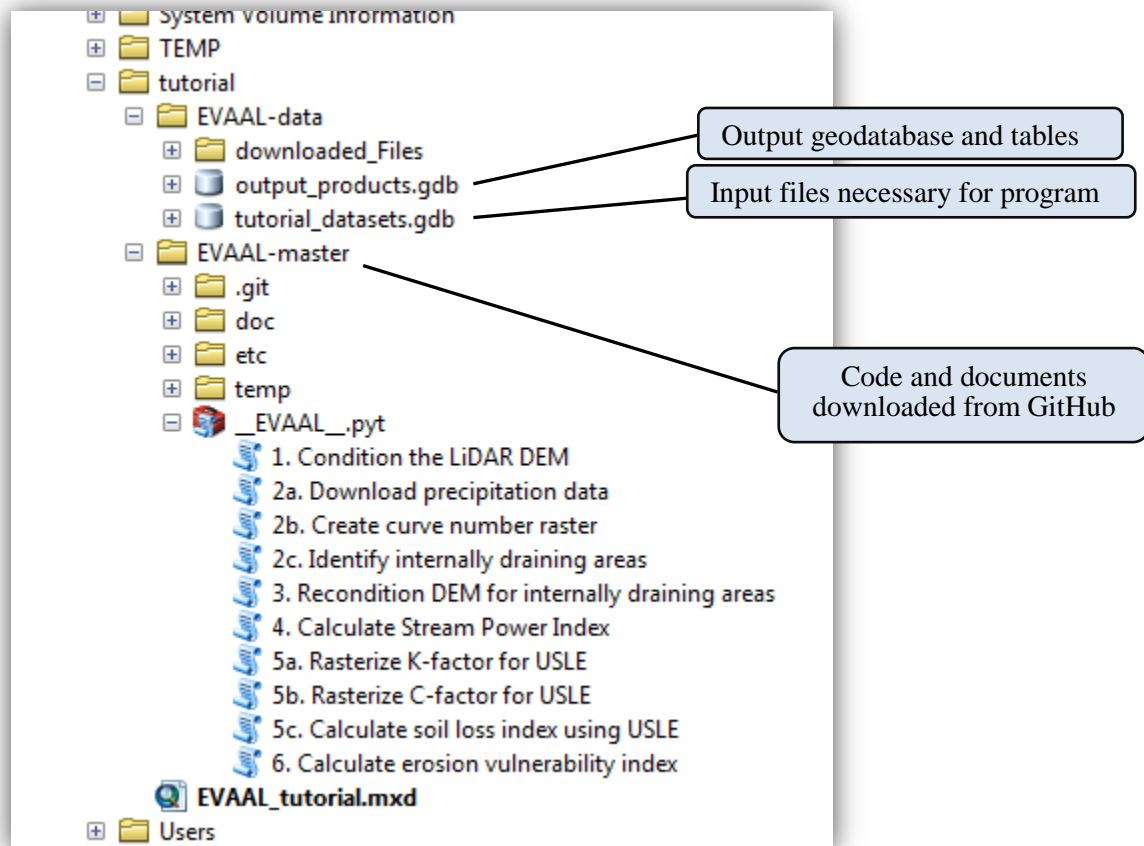 System Volume Information
TEMP
tutorial
EVAAL-data
downloaded_Files
output_products.gdb
tutorial_datasets.gdb
EVAAL-master
.git
doc
etc
temp
__EVAAL__.pyt
1. Condition the LiDAR DEM
2a. Download precipitation data
2b. Create curve number raster
2c. Identify internally draining areas
3. Recondition DEM for internally draining areas
4. Calculate Stream Power Index
5a. Rasterize K-factor for USLE
5b. Rasterize C-factor for USLE
5c. Calculate soil loss index using USLE
6. Calculate erosion vulnerability index
EVAAL_tutorial.mxd
Users
Output geodatabase and tables
Input files necessary for program
Code and documents
downloaded from GitHub